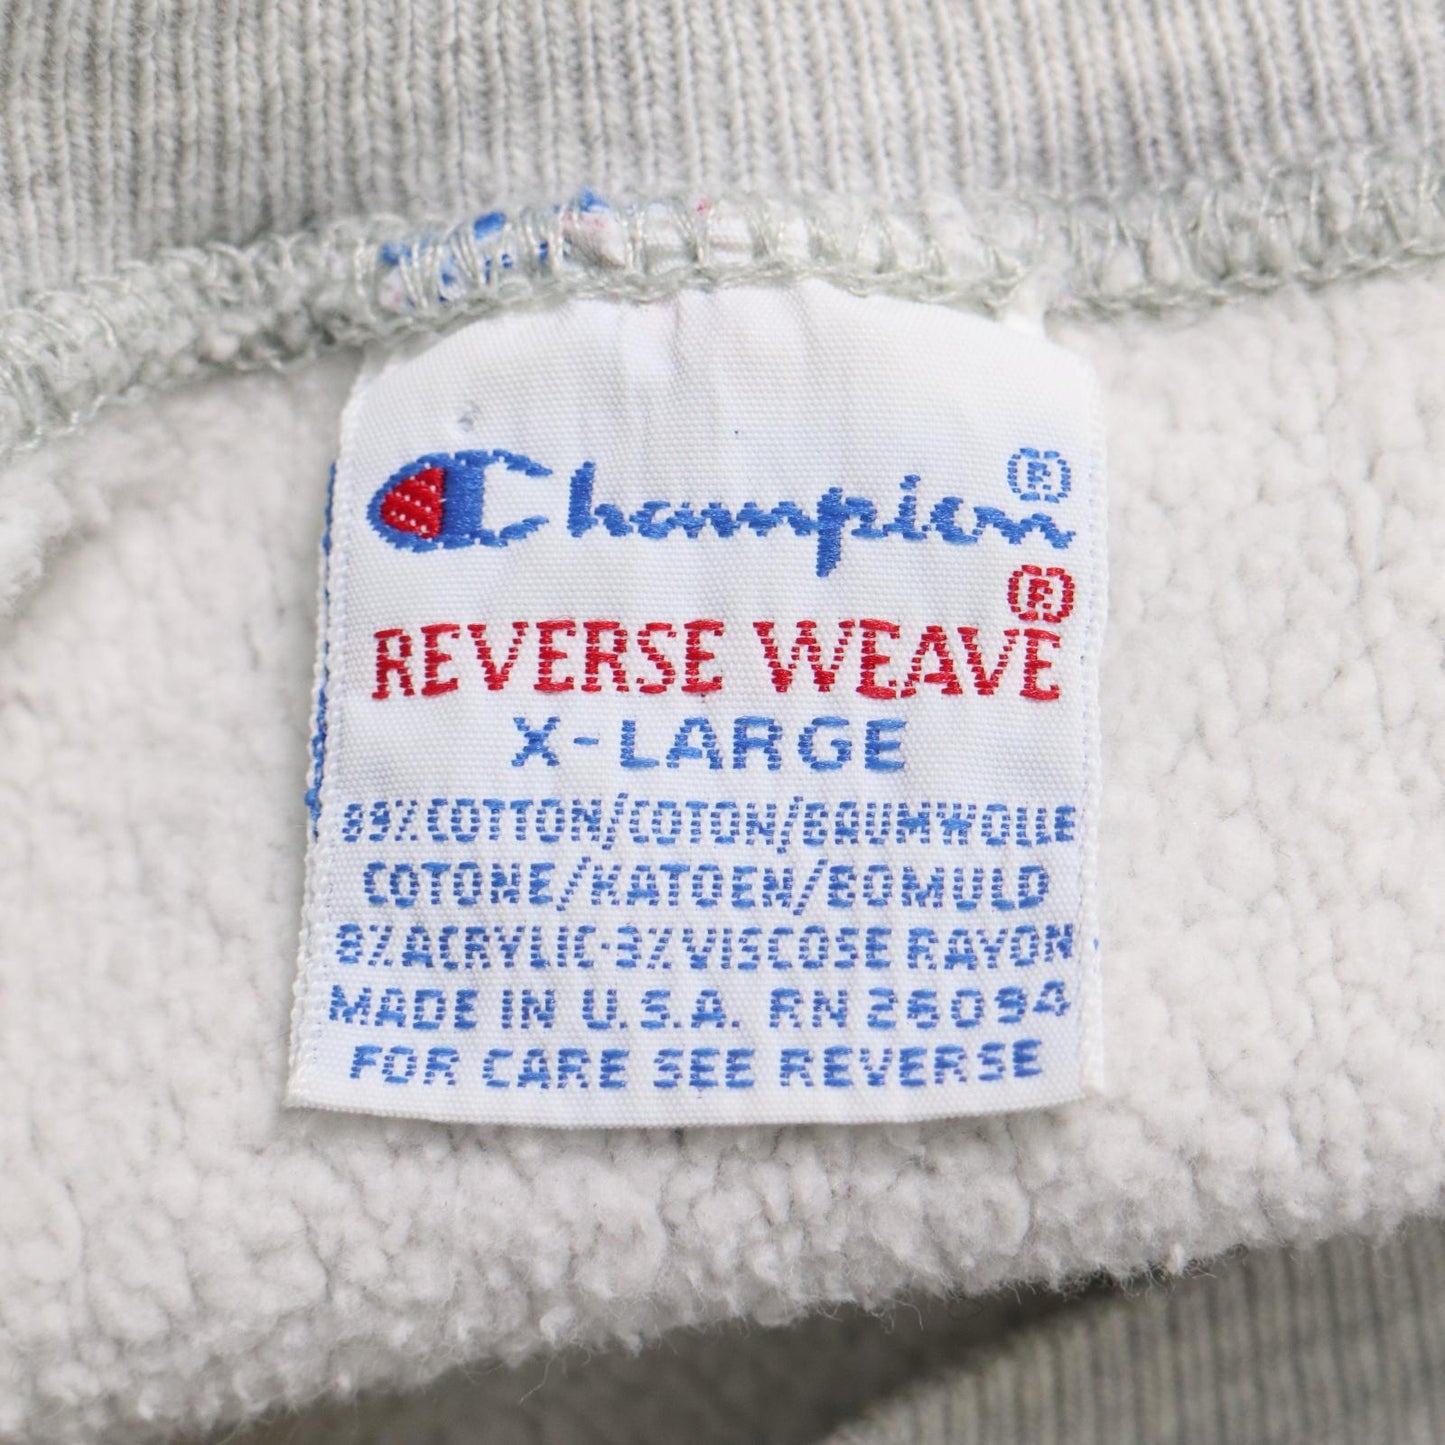 Champion®
REVERSE WEAVE®
X-LARGE
89% COTTON/COTON/BAUMWOLLE
COTONE/KATOEN/BOMULD
8% ACRYLIC-3% VISCOSE RAYON
MADE IN U.S.A. RN 26094
FOR CARE SEE REVERSE